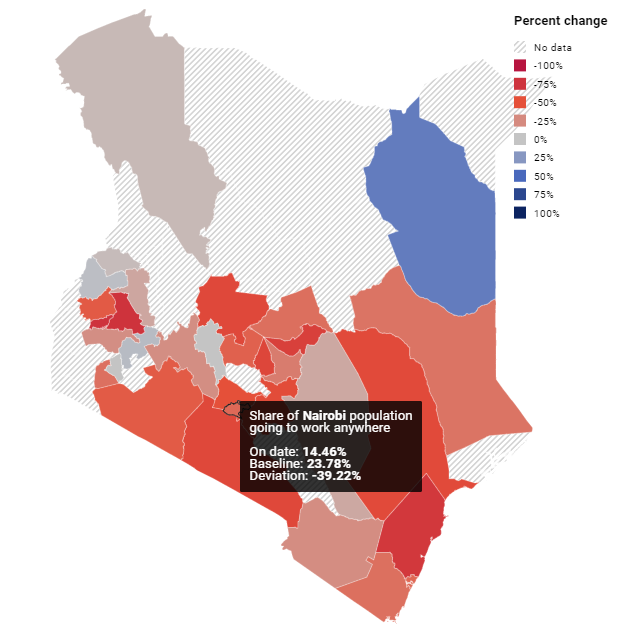 Percent change
No data
-100%
-75%
-50%
-25%
0%
25%
50%
75%
100%
Share of Nairobi population
going to work anywhere
On date: 14.46%
Baseline: 23.78%
Deviation: -39.22%